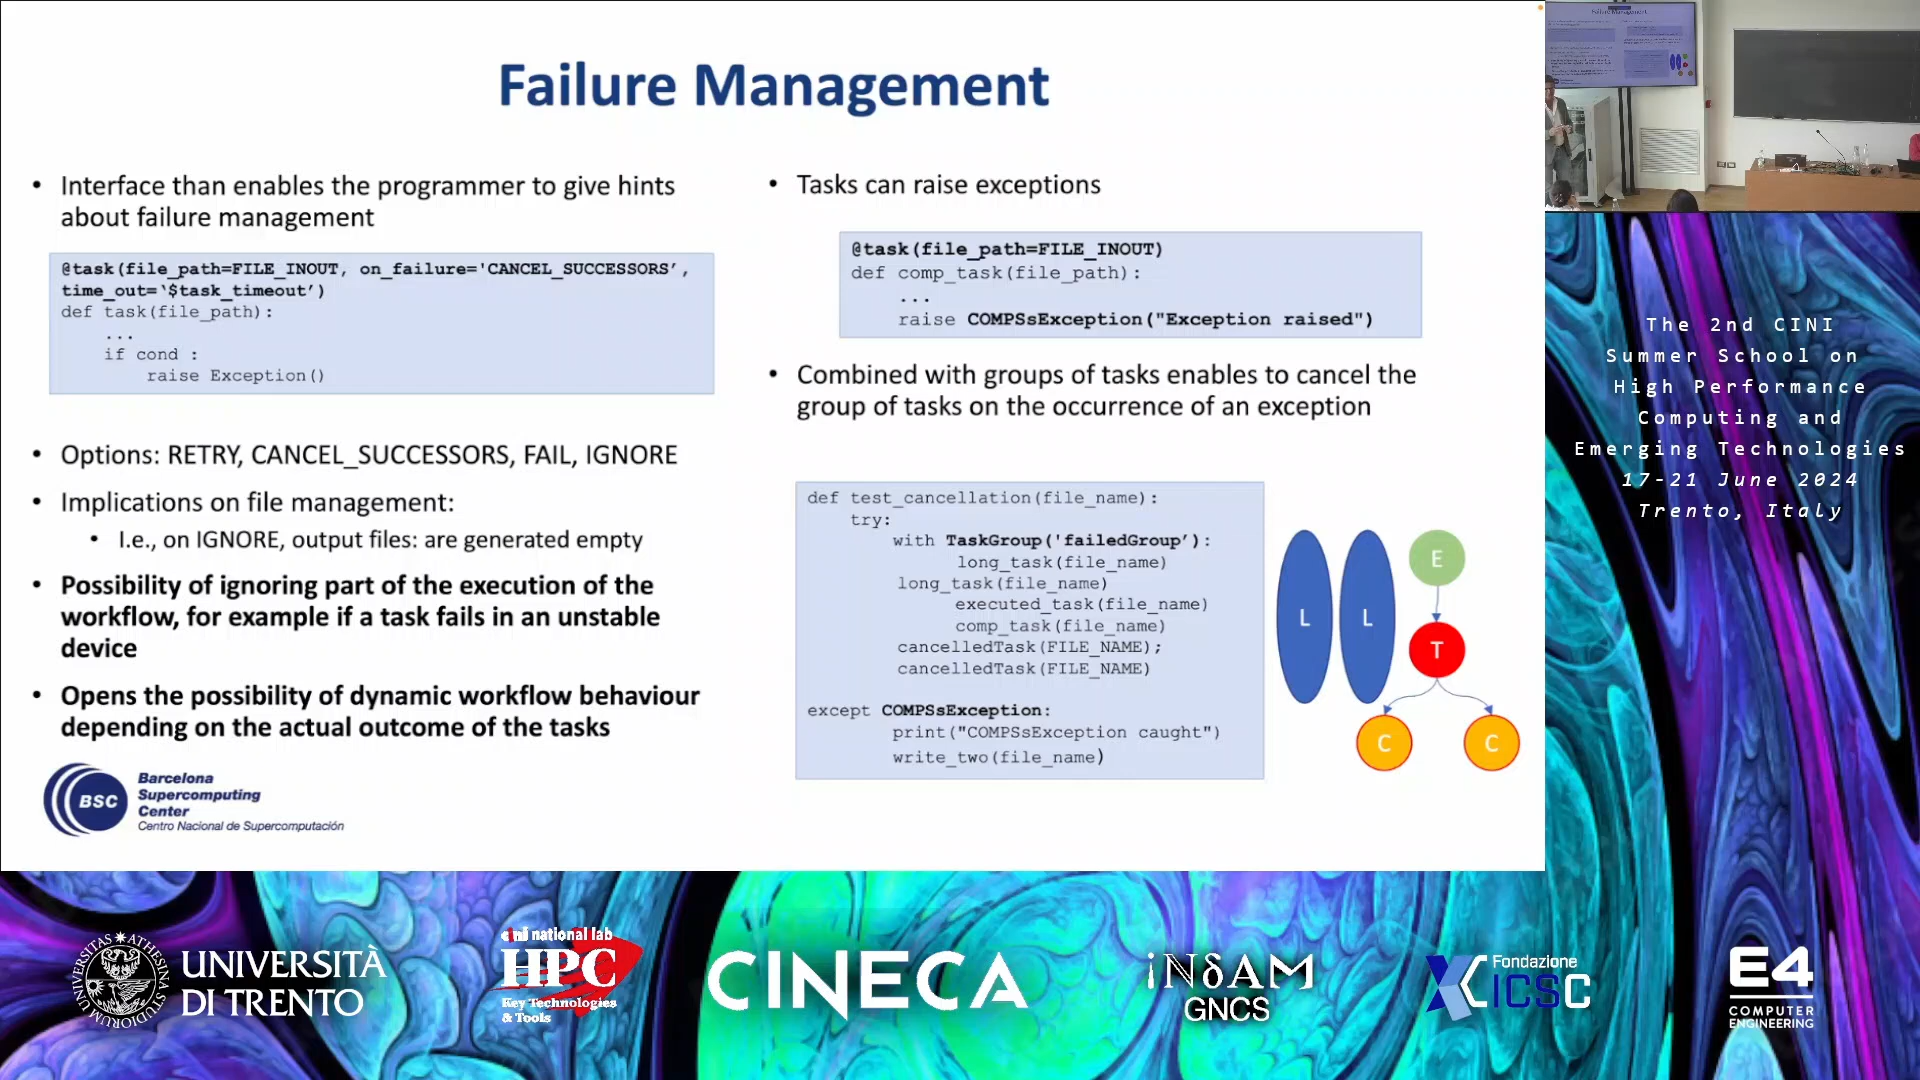 Failure Management
• Interface than enables the programmer to give hints
about failure management
@task(file_path=FILE_INOUT, on_failure='CANCEL_SUCCESSORS’,
time_out=‘$task_timeout’)
def task(file_path):
...
if cond :
raise Exception()
• Options: RETRY, CANCEL_SUCCESSORS, FAIL, IGNORE
• Implications on file management:
• I.e., on IGNORE, output files: are generated empty
• Possibility of ignoring part of the execution of the
workflow, for example if a task fails in an unstable
device
• Opens the possibility of dynamic workflow behaviour
depending on the actual outcome of the tasks
BSC
Barcelona
Supercomputing
Center
Centro Nacional de Supercomputación
• Tasks can raise exceptions
@task(file_path=FILE_INOUT)
def comp_task(file_path):
...
raise COMPSsException("Exception raised")
• Combined with groups of tasks enables to cancel the
group of tasks on the occurrence of an exception
def test_cancellation(file_name):
try:
with TaskGroup('failedGroup’):
long_task(file_name)
long_task(file_name)
executed_task(file_name)
comp_task(file_name)
cancelledTask(FILE_NAME);
cancelledTask(FILE_NAME)
except COMPSsException:
print("COMPSsException caught")
write_two(file_name)
L
L
E
T
C
C
Failure Management
The 2nd CINI
Summer School on
High Performance
Computing and
Emerging Technologies
17-21 June 2024
Trento, Italy
UNIVERSITÀ
DI TRENTO
cini national lab
HPC
Key Technologies
& Tools
CINECA
iNδAM
GNCS
Fondazione
ICSC
E4
COMPUTER
ENGINEERING